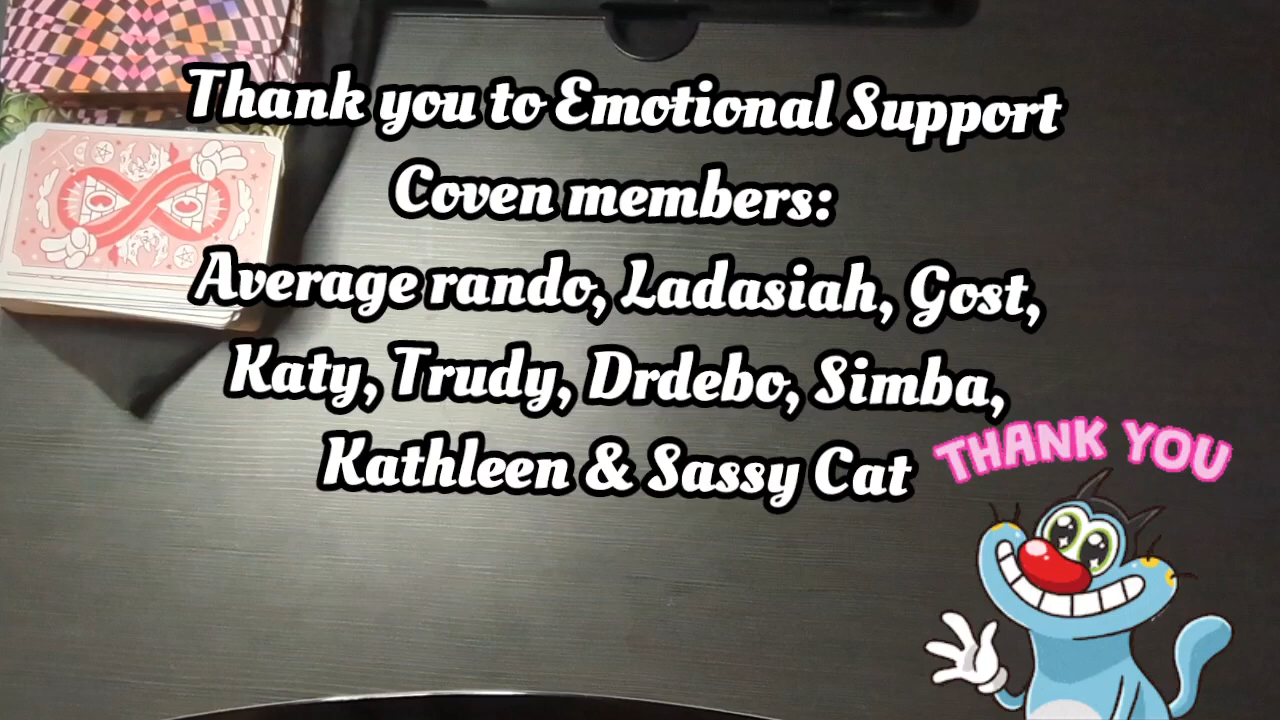 Thank you to Emotional Support
Coven members:
Average rando, Ladasiah, Gost,
Katy, Trudy, Drdebo, Simba,
Kathleen & Sassy Cat
THANK YOU